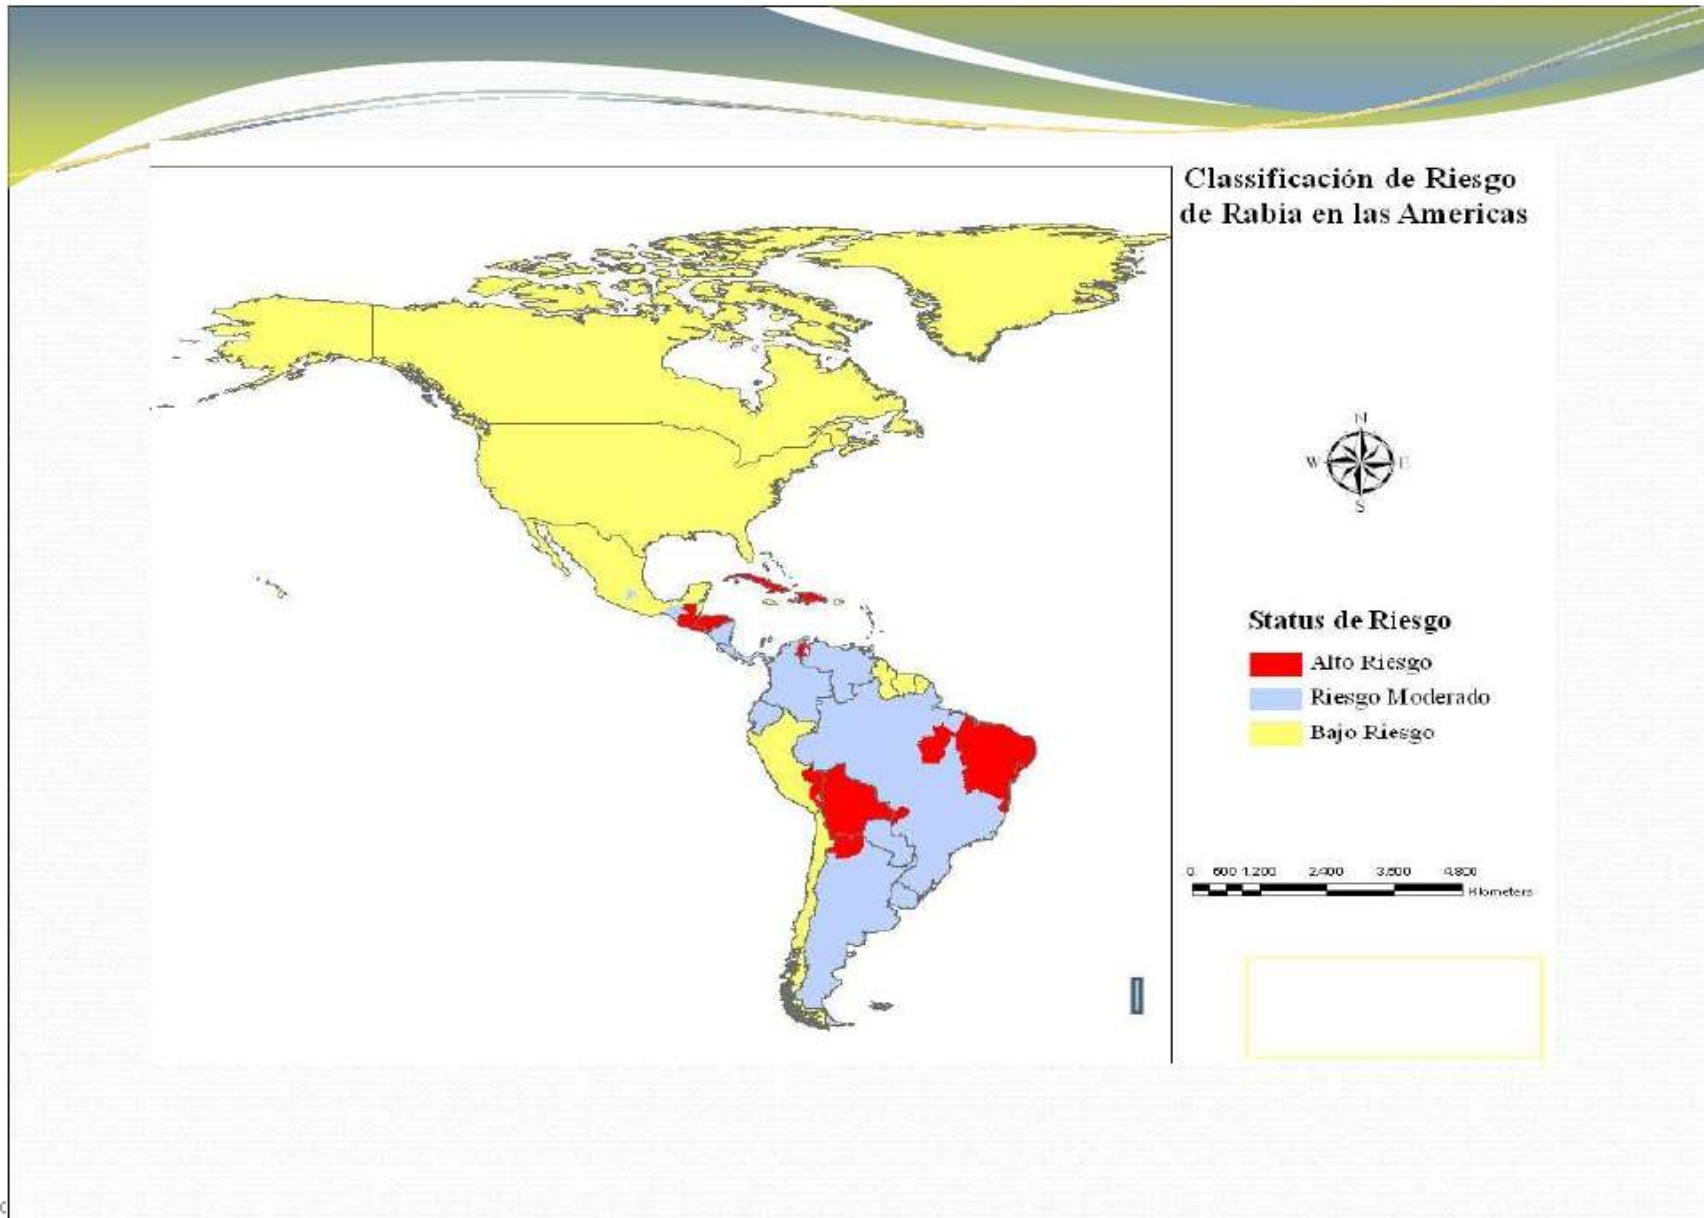 Classificación de Riesgo
de Rabia en las Americas
N
W E
S
Status de Riesgo
Alto Riesgo
Riesgo Moderado
Bajo Riesgo
0 600 1.200 2.400 3.600 4.800
Kilometers